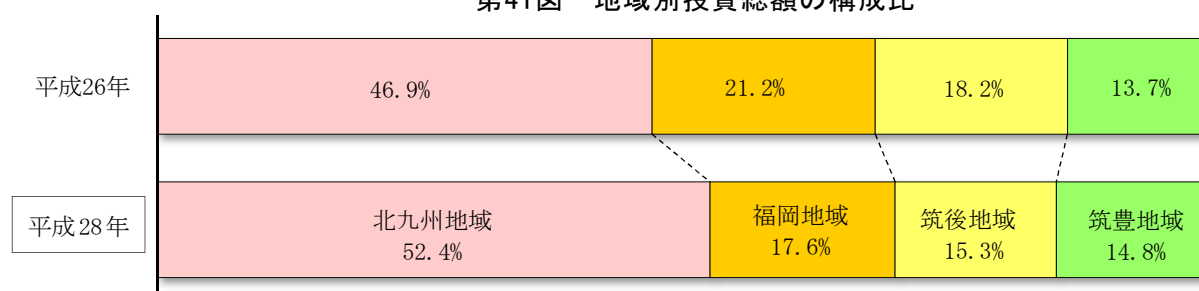 第41図 地域別投資総額の構成比
平成26年
46.9%
21.2%
18.2%
13.7%
平成28年
北九州地域
52.4%
福岡地域
17.6%
筑後地域
15.3%
筑豊地域
14.8%